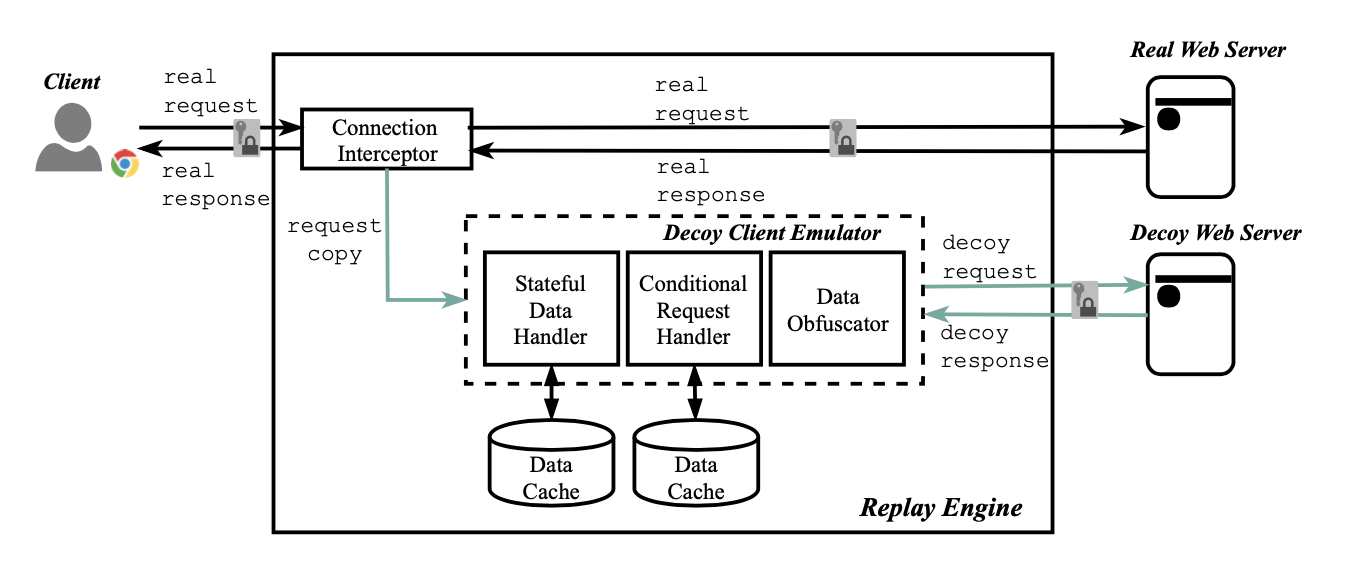 Client
real
request
real
response
Connection
Interceptor
real
request
real
response
Real Web Server
request
copy
Decoy Client Emulator
Stateful
Data
Handler
Conditional
Request
Handler
Data
Obfuscator
decoy
request
decoy
response
Decoy Web Server
Data
Cache
Data
Cache
Replay Engine